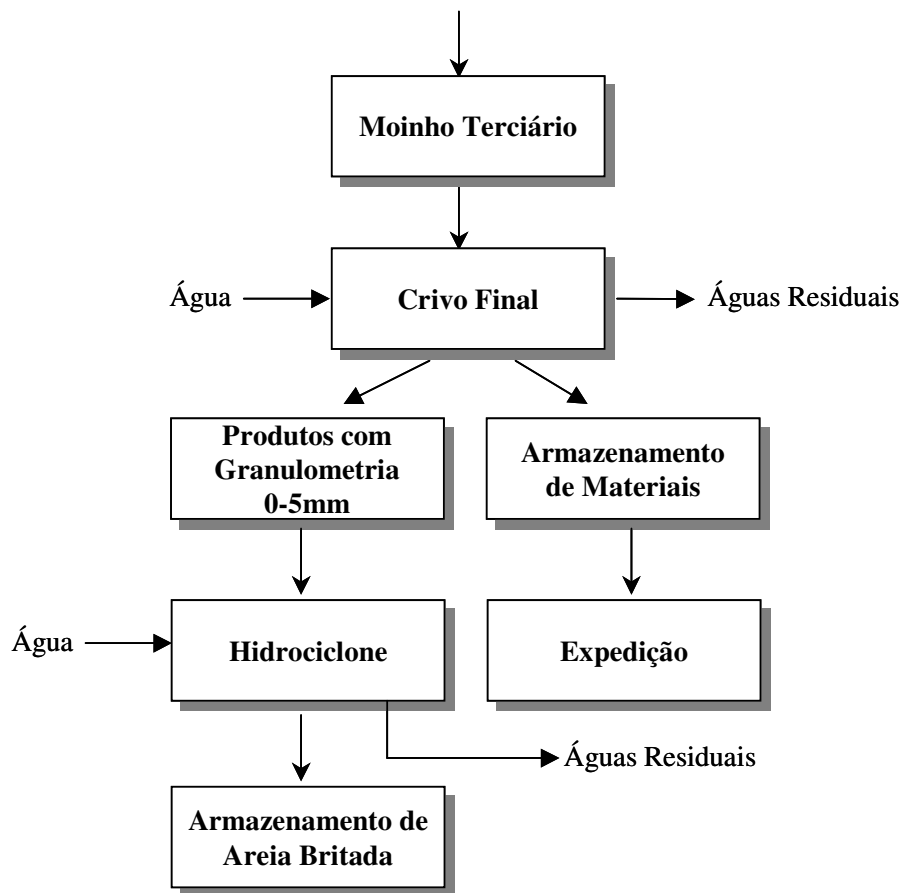 Moinho Terciário
Água
Crivo Final
Águas Residuais
Produtos com
Granulometria
0-5mm
Armazenamento
de Materiais
Água
Hidrociclone
Expedição
Águas Residuais
Armazenamento de
Areia Britada